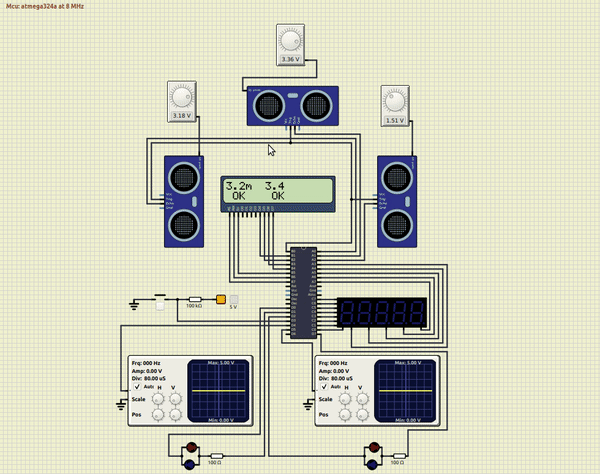 Mcu: atmega324a at 8 MHz
3.36 V
3.18 V
1.51 V
3.2m 3.4
OK OK
100 kΩ
5 V
Frq: 000 Hz
Amp: 0.00 V
Div: 80.00 uS
Auto H V
Scale
Pos
Max: 5.00 V
Min: 0.00 V
Frq: 000 Hz
Amp: 0.00 V
Div: 80.00 uS
Auto H V
Scale
Pos
Max: 5.00 V
Min: 0.00 V
100 Ω
100 Ω